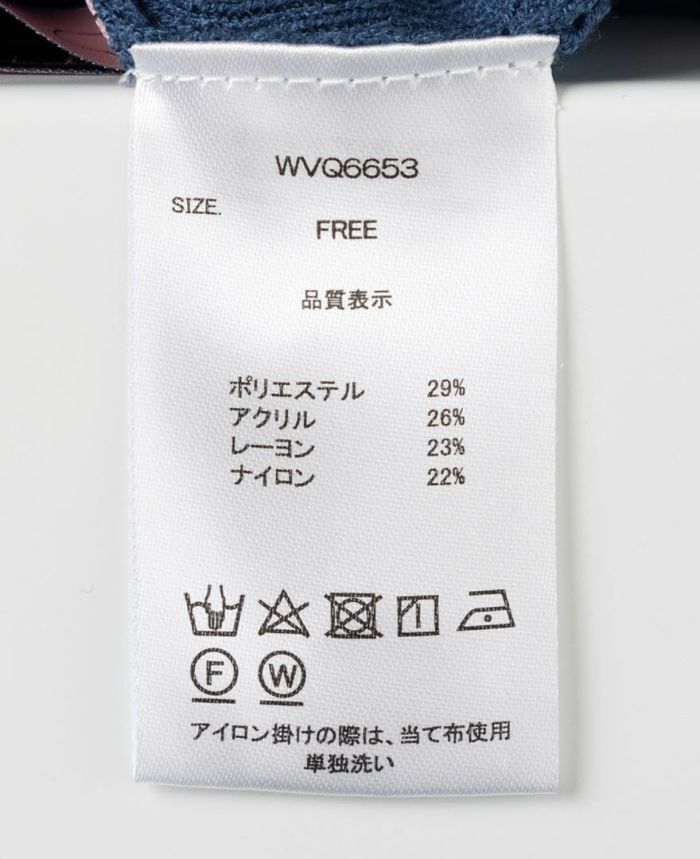 WVQ6653
SIZE.
FREE
品質表示
ポリエステル 29%
アクリル 26%
レーヨン 23%
ナイロン 22%
F W
アイロン掛けの際は、当て布使用
単独洗い